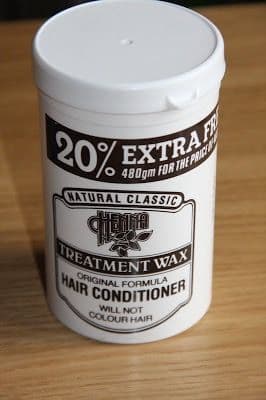 20% EXTRA FR
480gm FOR THE PRICE OF
NATURAL CLASSIC
HENNA
TREATMENT WAX
ORIGINAL FORMULA
HAIR CONDITIONER
WILL NOT
COLOUR HAIR